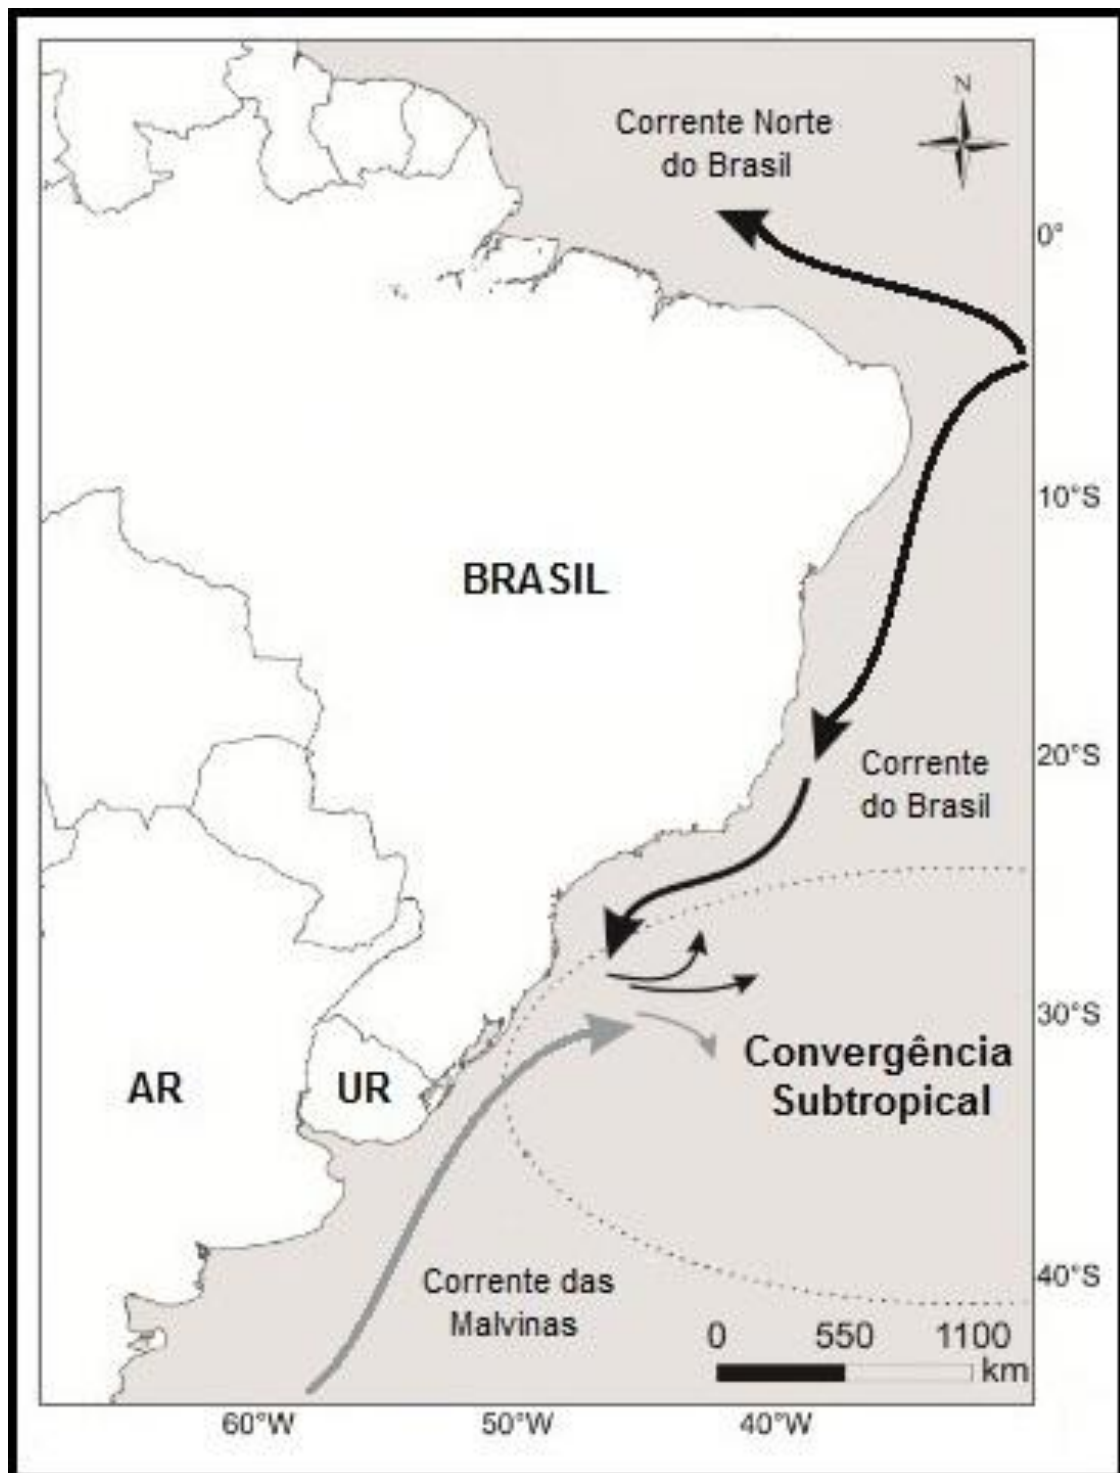 N
Corrente Norte
do Brasil
0°
10°S
BRASIL
20°S
Corrente
do Brasil
30°S
Convergência
Subtropical
AR
UR
40°S
Corrente das
Malvinas
0 550 1100
km
60°W 50°W 40°W